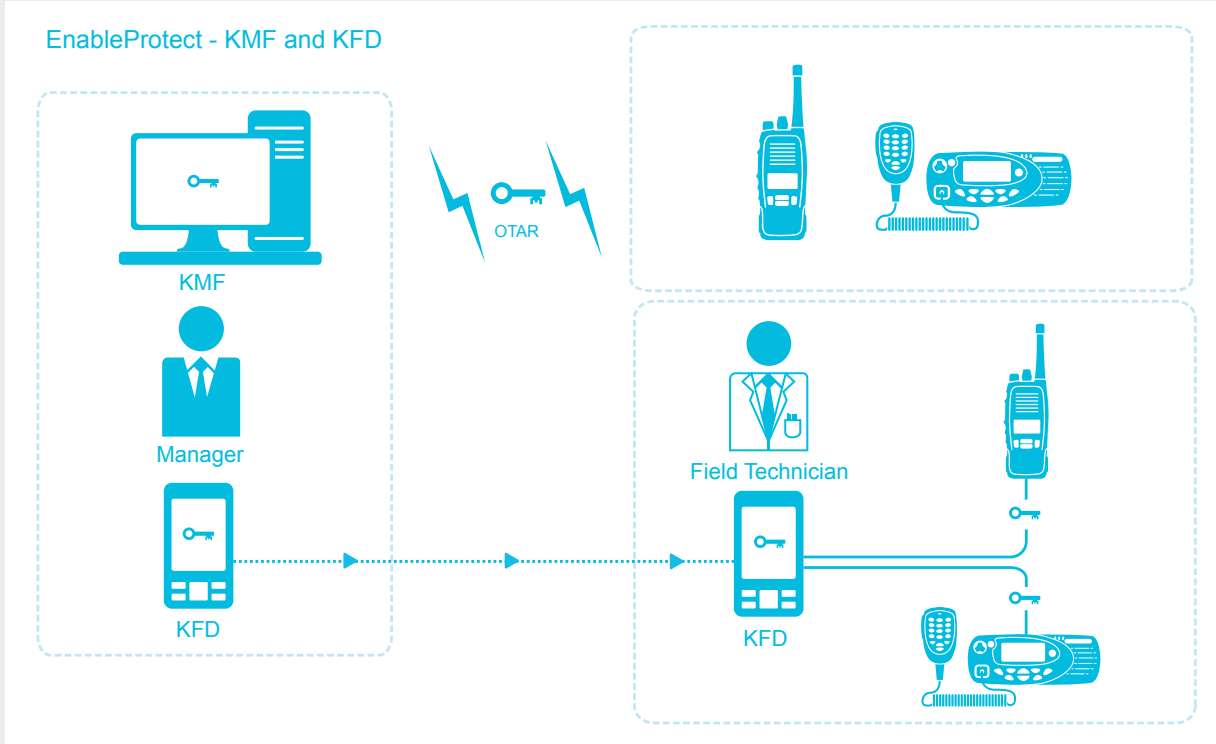 EnableProtect - KMF and KFD
OTAR
KMF
Manager
Field Technician
KFD
KFD